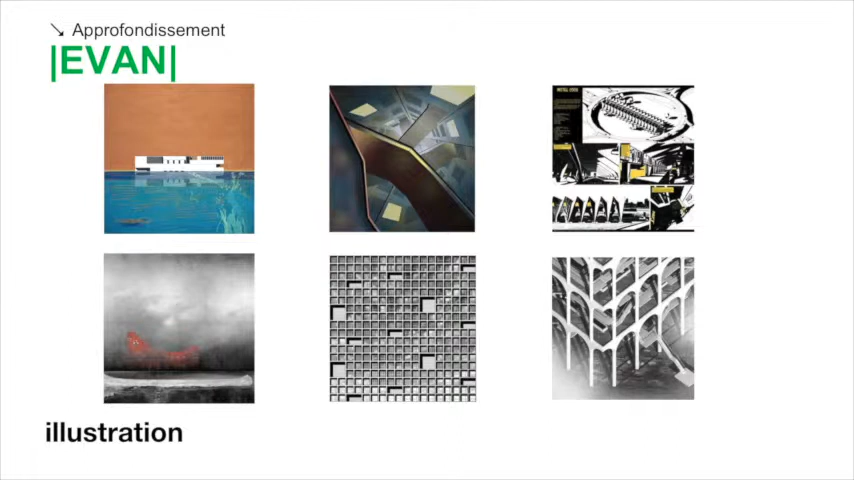 ↘ Approfondissement
|EVAN|
illustration